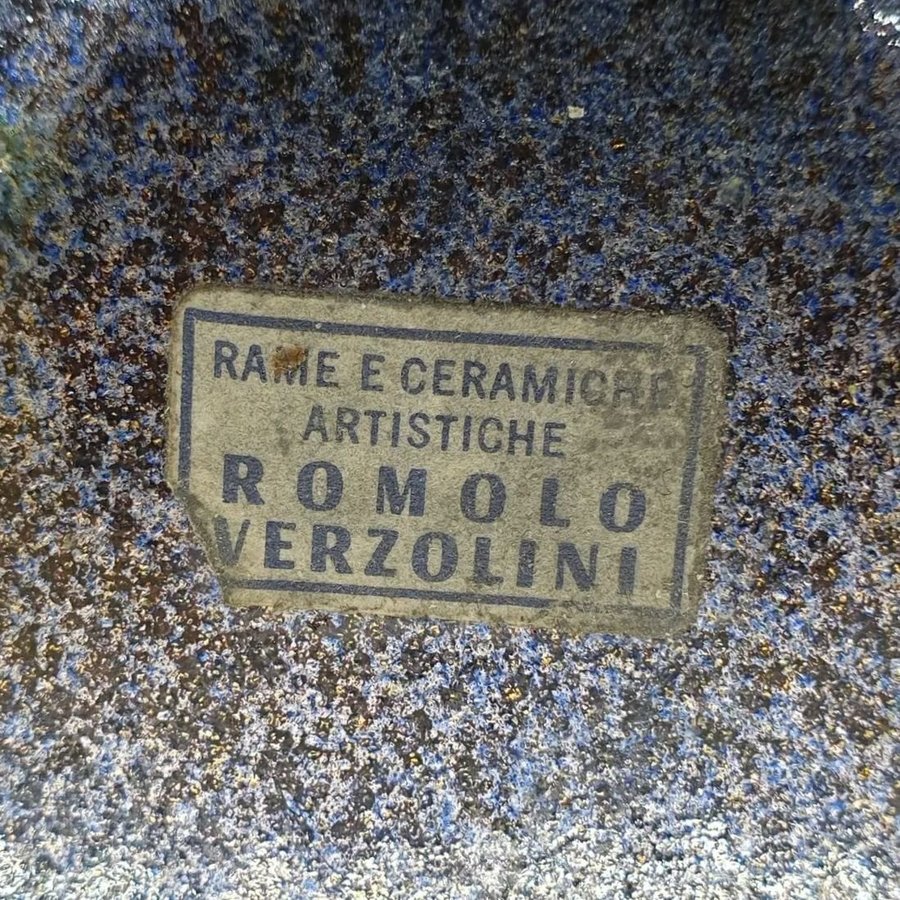 RAME E CERAMICHE
ARTISTICHE
ROMOLO
VERZOLINI